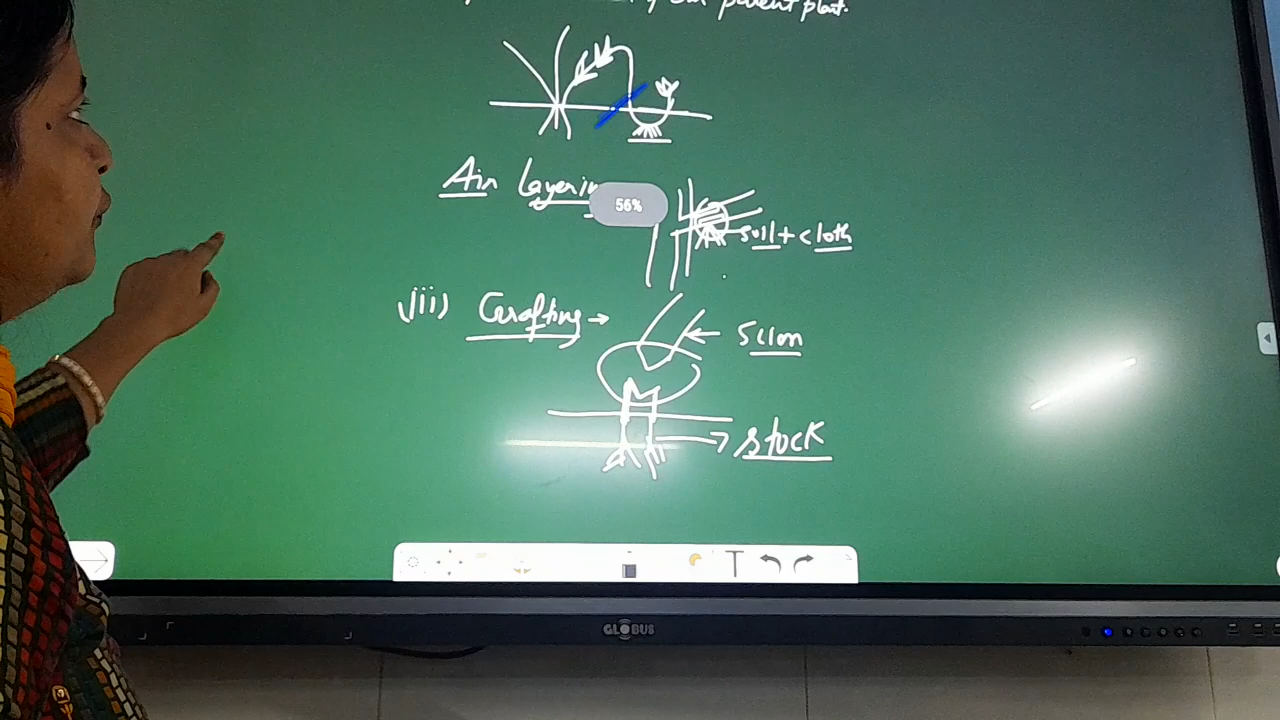 parent plant.
Air Layering
56%
soil+cloth
iii) Grafting →
scion
stock
T
GLOBUS